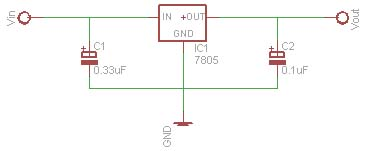 Vin
IN +OUT
GND
IC1
7805
C1
0.33uF
C2
0.1uF
Vout
GND